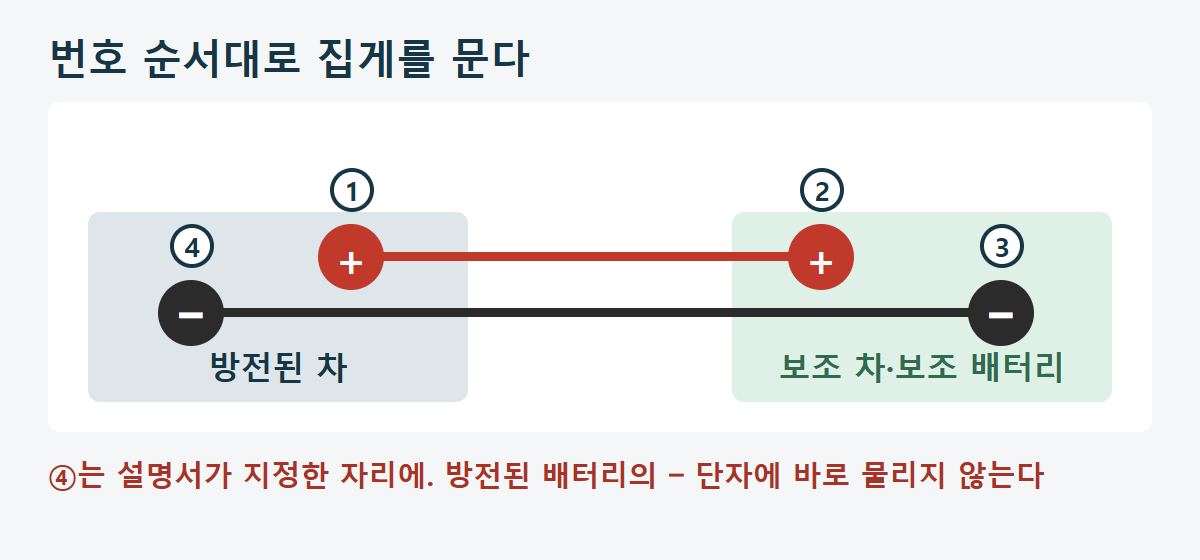 번호 순서대로 집게를 문다
① ②
④ + + ③
− −
방전된 차 보조 차·보조 배터리
④는 설명서가 지정한 자리에. 방전된 배터리의 − 단자에 바로 물리지 않는다